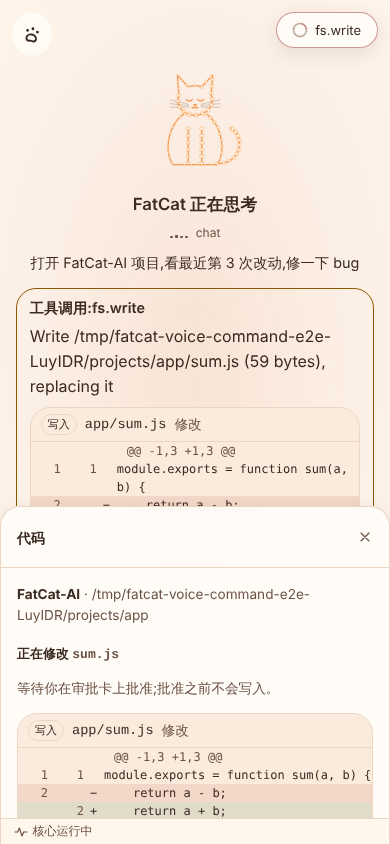 fs.write
FatCat 正在思考
chat
打开 FatCat-AI 项目,看最近第 3 次改动,修一下 bug
工具调用:fs.write
Write /tmp/fatcat-voice-command-e2e-
LuyIDR/projects/app/sum.js (59 bytes),
replacing it
写入 app/sum.js 修改
@@ -1,3 +1,3 @@
1 1 module.exports = function sum(a,
b) {
2 − return a - b;
代码
FatCat-AI · /tmp/fatcat-voice-command-e2e-
LuyIDR/projects/app
正在修改 sum.js
等待你在审批卡上批准;批准之前不会写入。
写入 app/sum.js 修改
@@ -1,3 +1,3 @@
1 1 module.exports = function sum(a, b) {
2 − return a - b;
2 + return a + b;
核心运行中